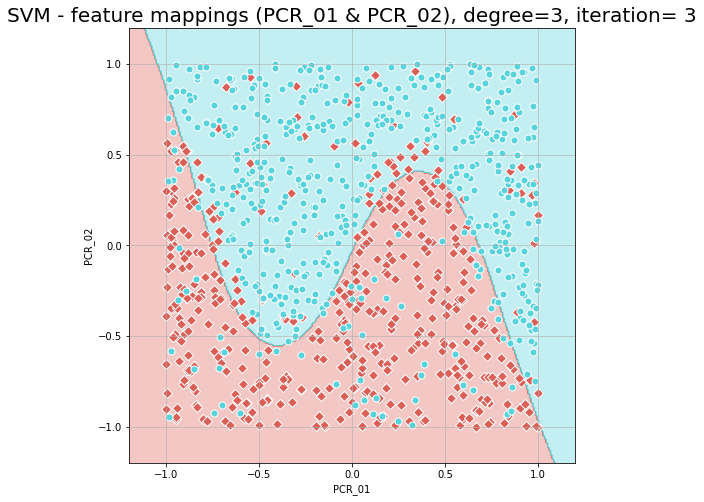 SVM - feature mappings (PCR_01 & PCR_02), degree=3, iteration= 3
1.0
0.5
0.0
−0.5
−1.0
PCR_02
−1.0 −0.5 0.0 0.5 1.0
PCR_01